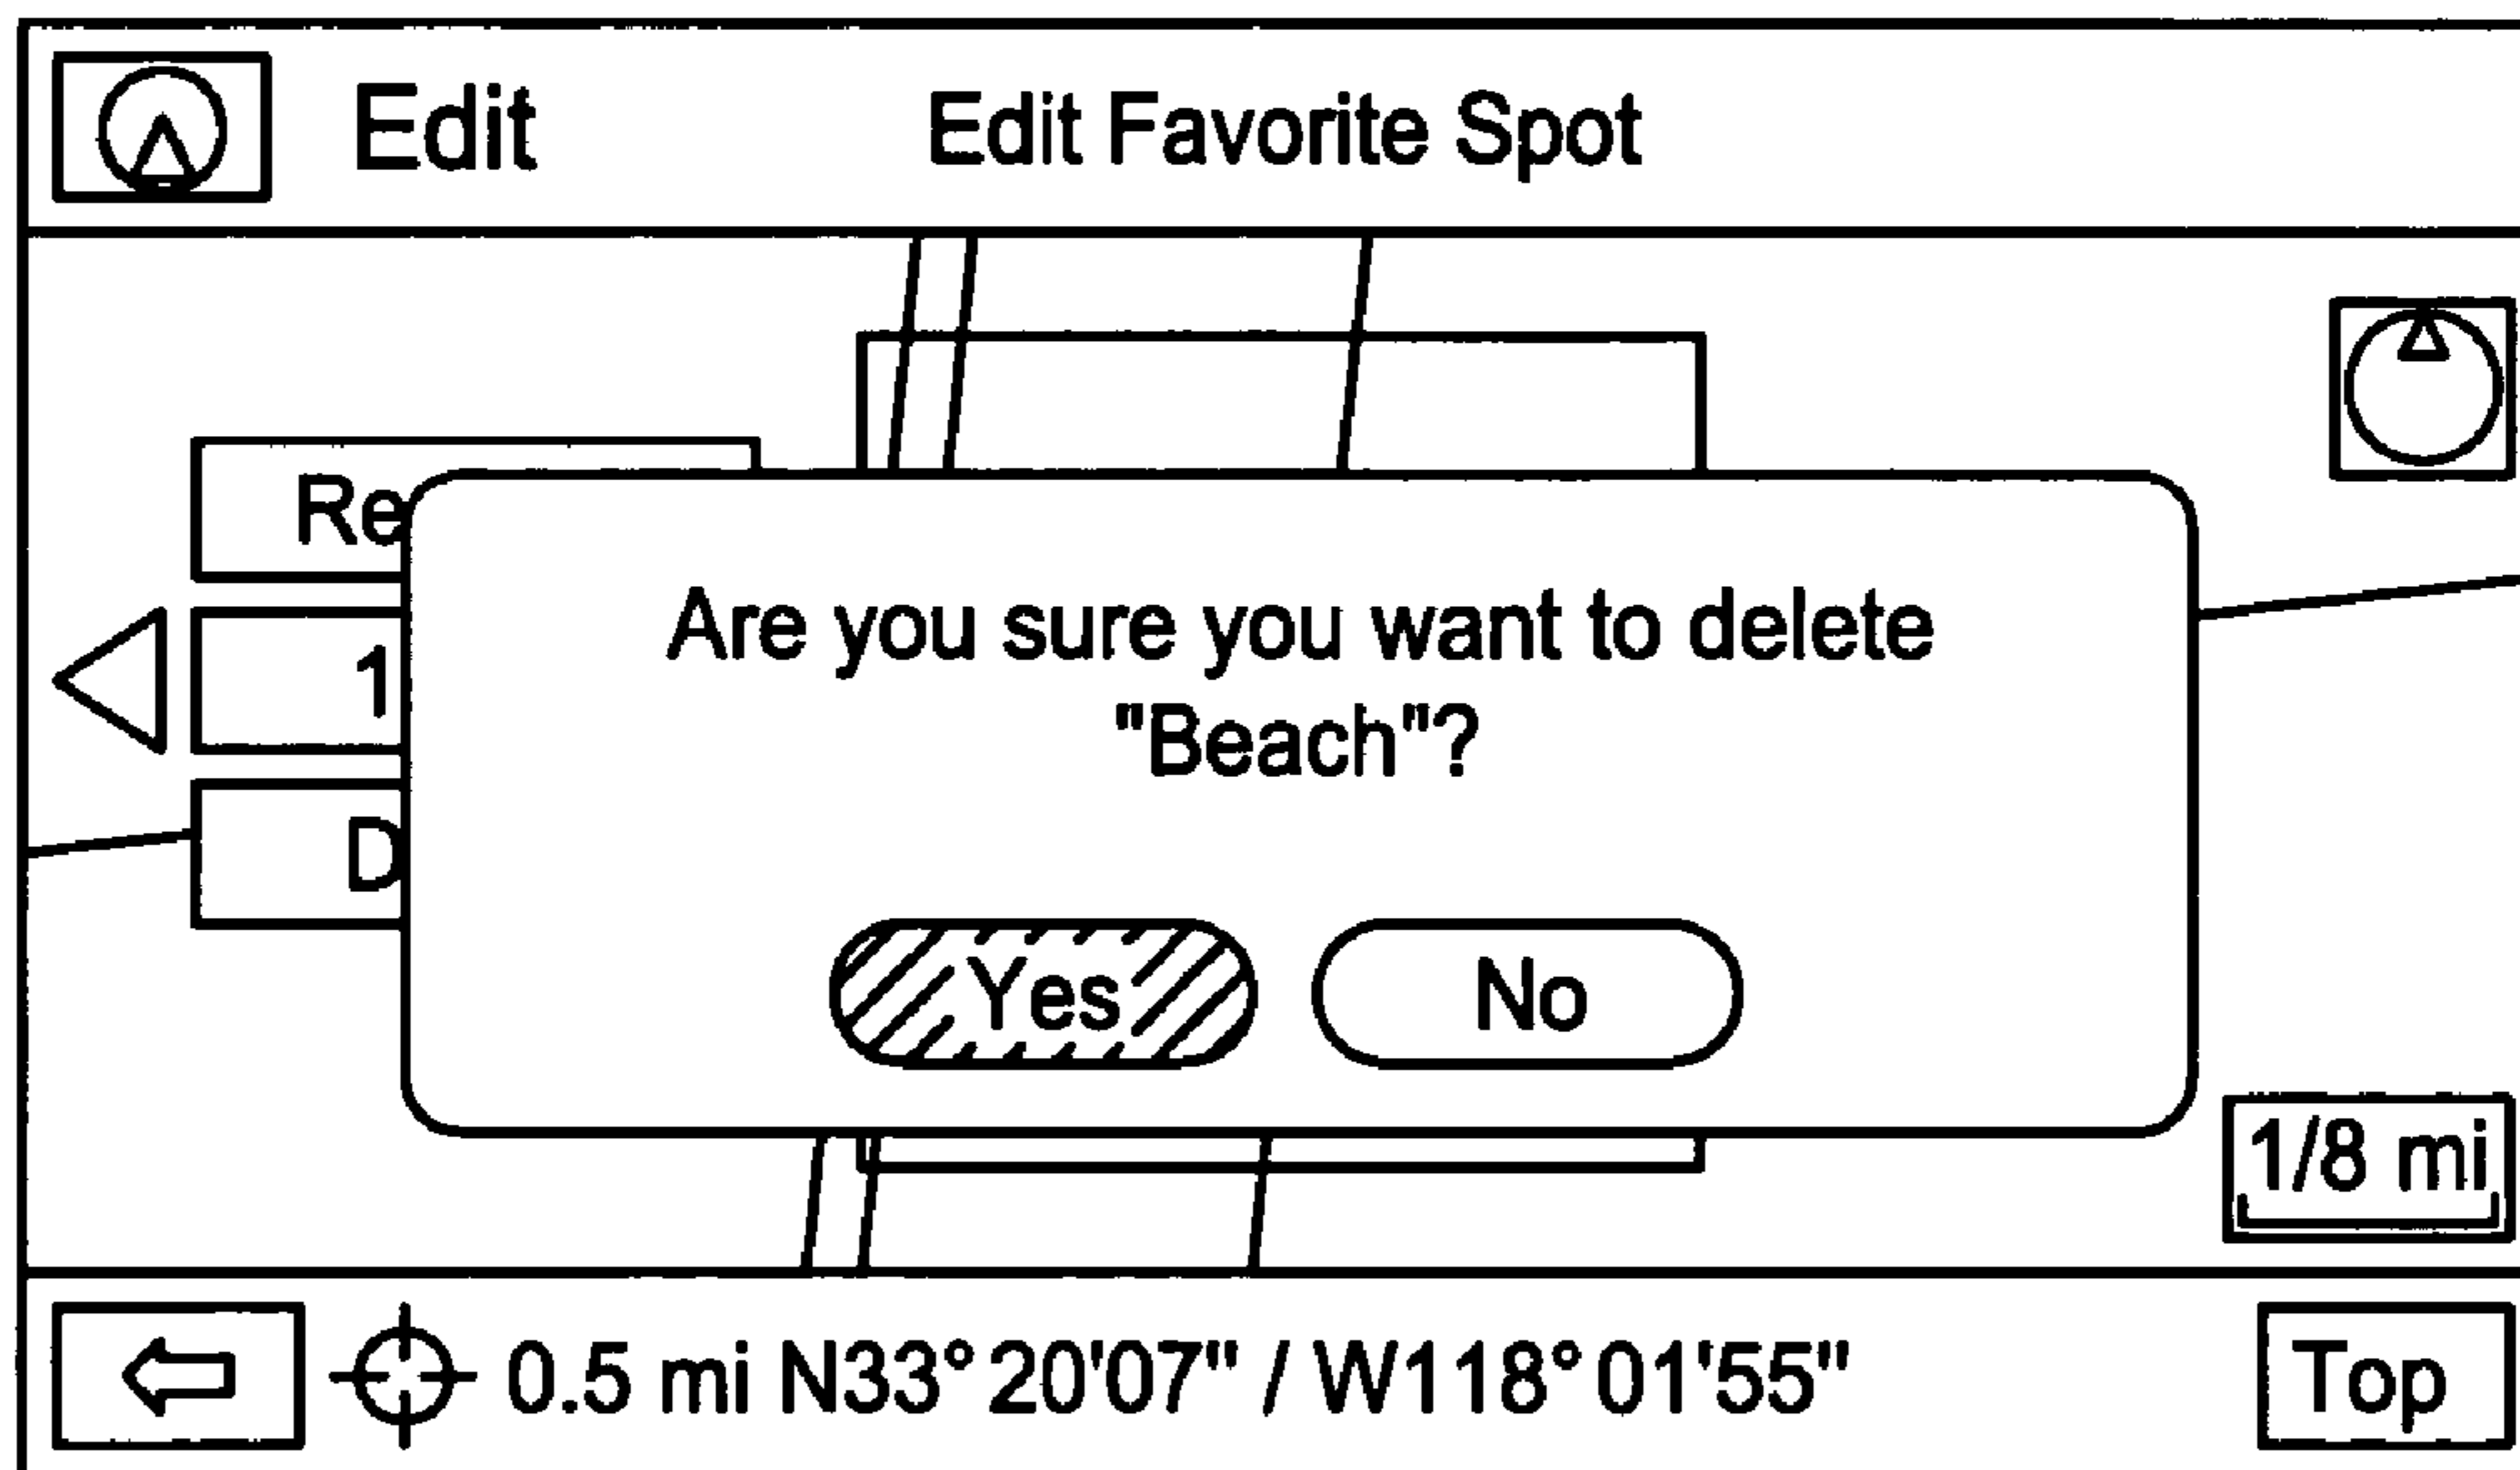 Edit
Edit Favorite Spot
Re
1
D
Are you sure you want to delete
"Beach"?
Yes
No
1/8 mi
0.5 mi N33°20'07" / W118°01'55"
Top